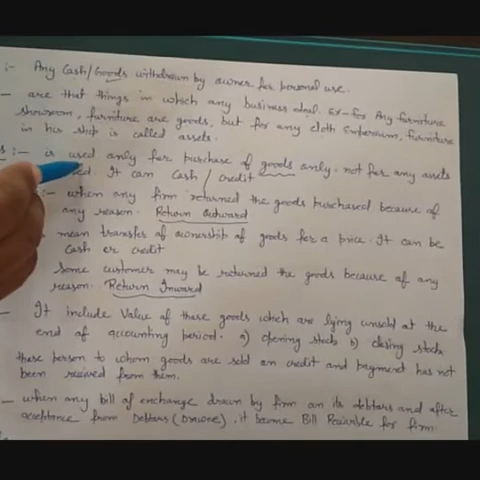 :- Any Cash/Goods withdrawn by owner for personal use.
- are that things in which any business deal. Ex- for Any furniture
showroom, furniture are goods, but for any cloth Emporium, furniture
in his shop is called assets.
s :- is used only for purchase of goods only. not for any assets
It can Cash / credit
:- when any firm returned the goods purchased because of
any reason. Return outward
mean transfer of ownership of goods for a price. It can be
Cash or credit
Some customer may be returned the goods because of any
reason. Return Inward
- It include Value of those goods which are lying unsold at the
end of accounting period. a) opening stock b) closing stock
these person to whom goods are sold on credit and payment has not
been received from them.
- when any bill of exchange drawn by firm on its debtors and after
acceptance from Debtors (Drawee), it become Bill Receivable for firm.